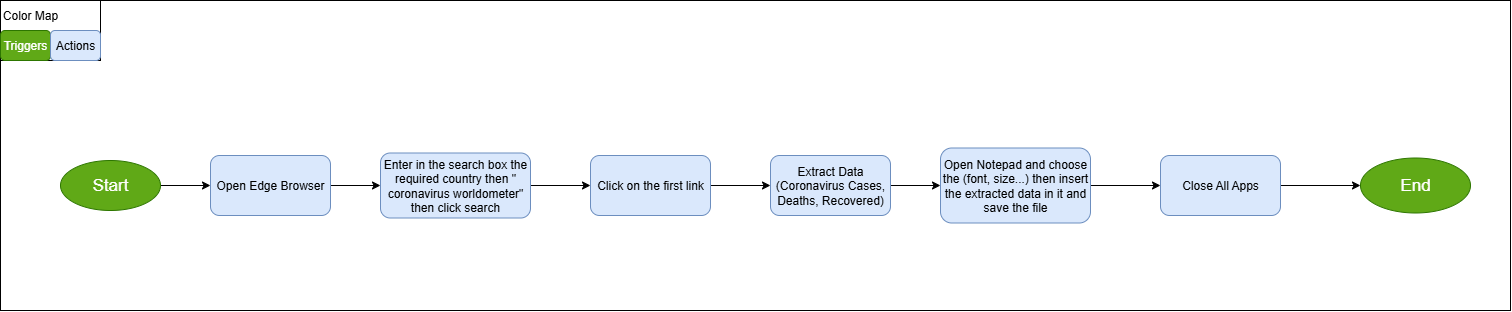 Color Map
Triggers
Actions
Start
Open Edge Browser
Enter in the search box the
required country then "
coronavirus worldometer"
then click search
Click on the first link
Extract Data
(Coronavirus Cases,
Deaths, Recovered)
Open Notepad and choose
the (font, size...) then insert
the extracted data in it and
save the file
Close All Apps
End